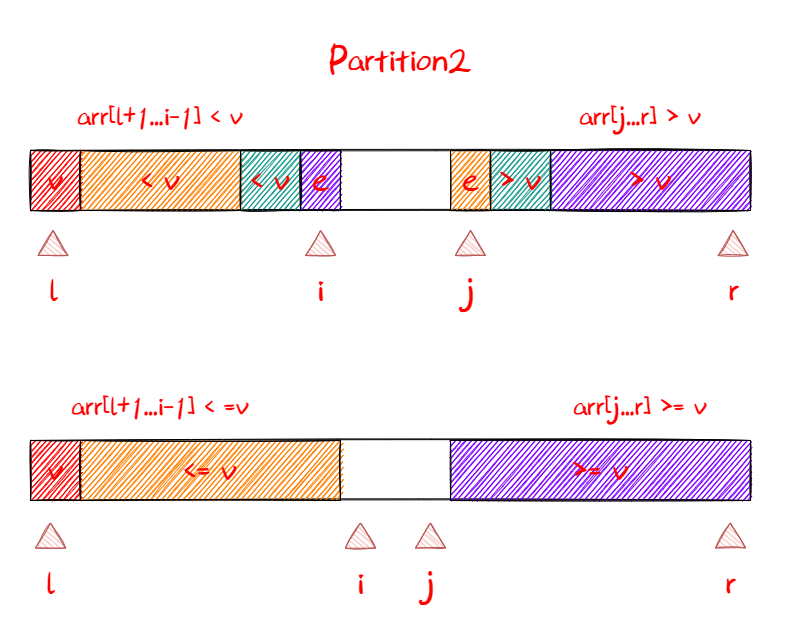 Partition2
arr[l+1...i-1] < v arr[j...r] > v
v < v < v e e > v > v
l i j r
arr[l+1...i-1] < =v arr[j...r] >= v
v <= v >= v
l i j r